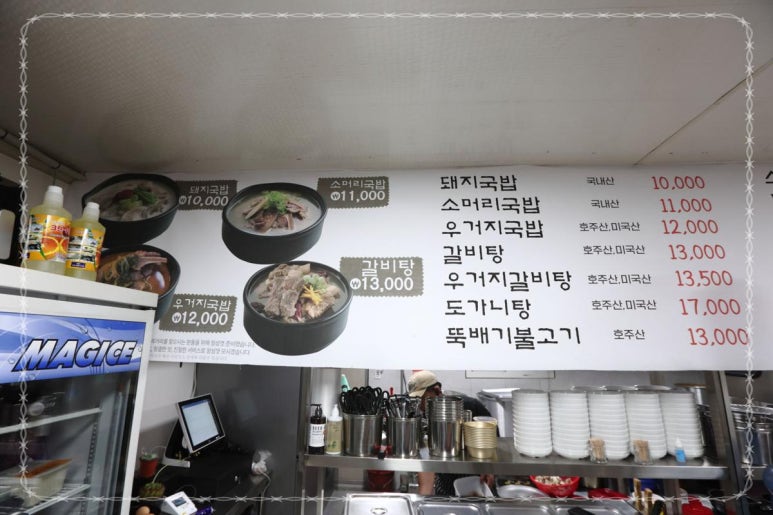 돼지국밥
₩10,000
소머리국밥
₩11,000
우거지국밥
₩12,000
갈비탕
₩13,000
돼지국밥 국내산 10,000
소머리국밥 국내산 11,000
우거지국밥 호주산,미국산 12,000
갈비탕 호주산,미국산 13,000
우거지갈비탕 호주산,미국산 13,500
도가니탕 호주산,미국산 17,000
뚝배기불고기 호주산 13,000
MAGICE